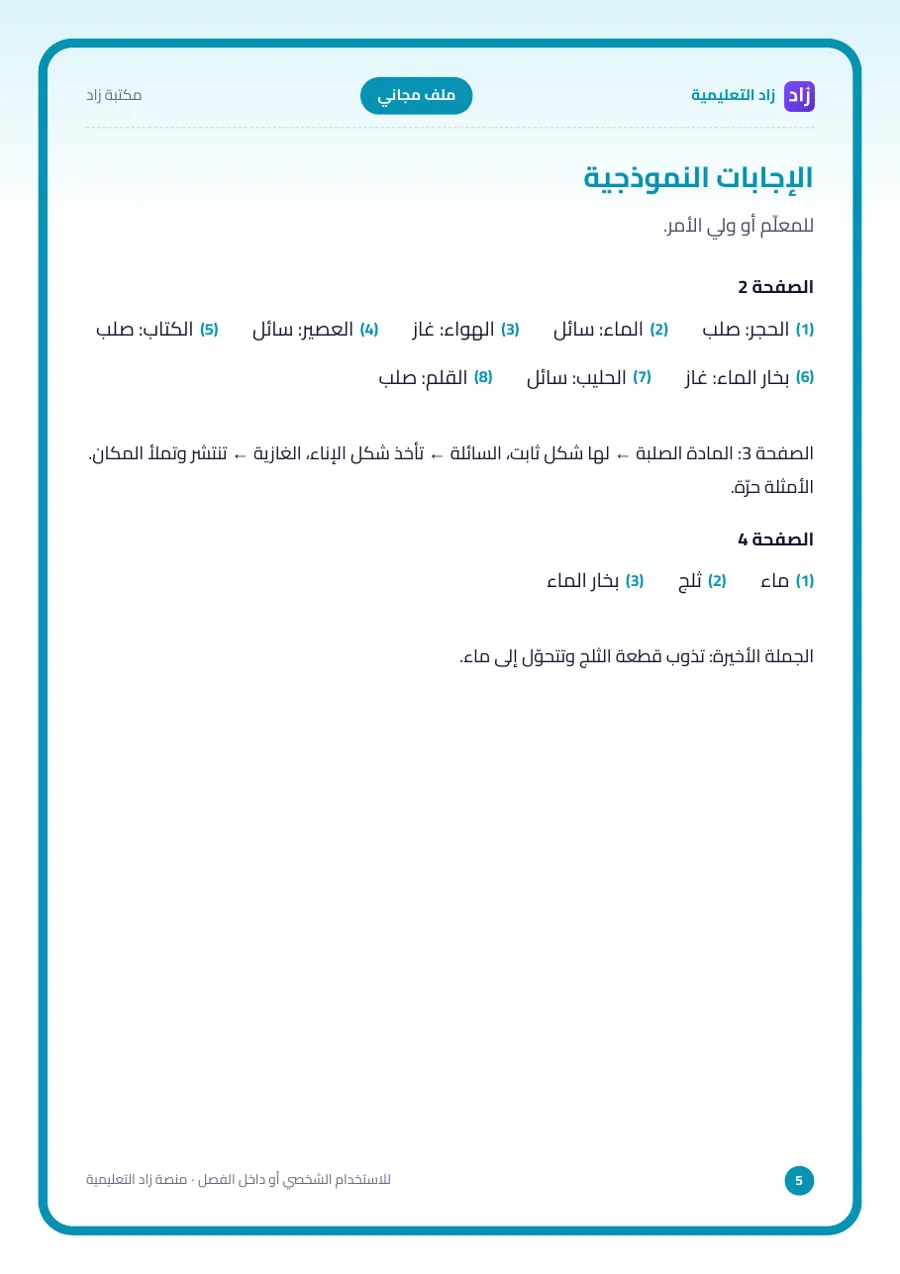 زاد زاد التعليمية
ملف مجاني
مكتبة زاد
الإجابات النموذجية
للمعلّم أو ولي الأمر.
الصفحة 2
(1) الحجر: صلب (2) الماء: سائل (3) الهواء: غاز (4) العصير: سائل (5) الكتاب: صلب
(6) بخار الماء: غاز (7) الحليب: سائل (8) القلم: صلب
الصفحة 3: المادة الصلبة ← لها شكل ثابت، السائلة ← تأخذ شكل الإناء، الغازية ← تنتشر وتملأ المكان.
الأمثلة حرّة.
الصفحة 4
(1) ماء (2) ثلج (3) بخار الماء
الجملة الأخيرة: تذوب قطعة الثلج وتتحوّل إلى ماء.
5
للاستخدام الشخصي أو داخل الفصل · منصة زاد التعليمية